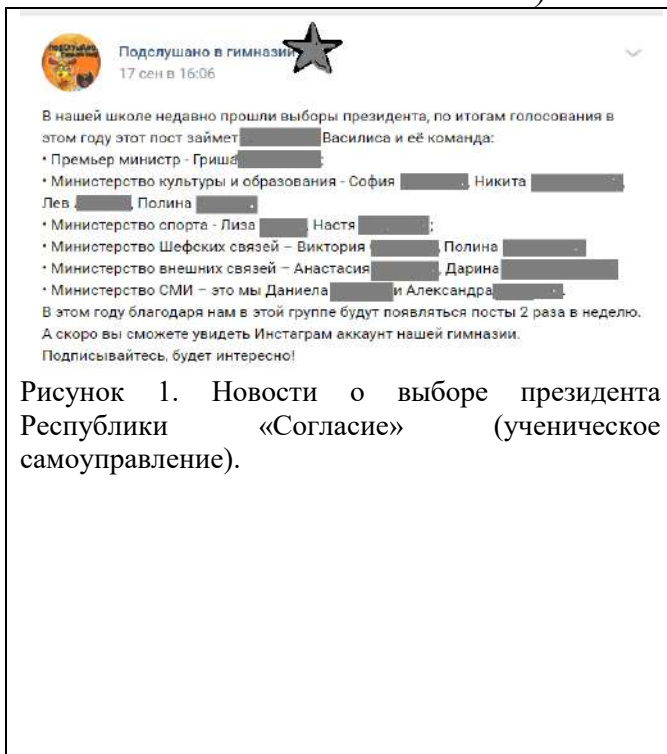 Подслушано в гимназии
17 сен в 16:06
В нашей школе недавно прошли выборы президента, по итогам голосования в
этом году этот пост займет Василиса и её команда:
• Премьер министр - Гриша ;
• Министерство культуры и образования - София , Никита ,
Лев , Полина
• Министерство спорта - Лиза , Настя ;
• Министерство Шефских связей – Виктория , Полина
• Министерство внешних связей – Анастасия , Дарина
• Министерство СМИ – это мы Даниела и Александра .
В этом году благодаря нам в этой группе будут появляться посты 2 раза в неделю.
А скоро вы сможете увидеть Инстаграм аккаунт нашей гимназии.
Подписывайтесь, будет интересно!
Рисунок 1. Новости о выборе президента
Республики «Согласие» (ученическое
самоуправление).